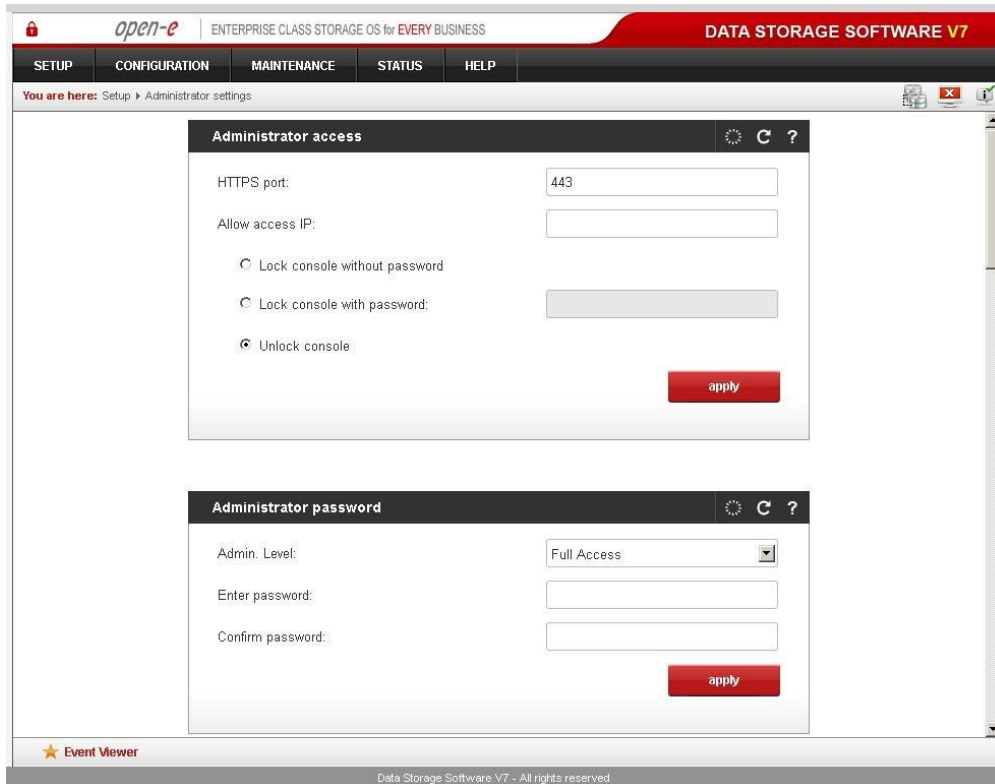 open-e ENTERPRISE CLASS STORAGE OS for EVERY BUSINESS DATA STORAGE SOFTWARE V7
SETUP CONFIGURATION MAINTENANCE STATUS HELP
You are here: Setup ▸ Administrator settings
Administrator access ?
HTTPS port: 443
Allow access IP:
Lock console without password
Lock console with password:
Unlock console
apply
Administrator password ?
Admin. Level: Full Access
Enter password:
Confirm password:
apply
Event Viewer
Data Storage Software V7 - All rights reserved